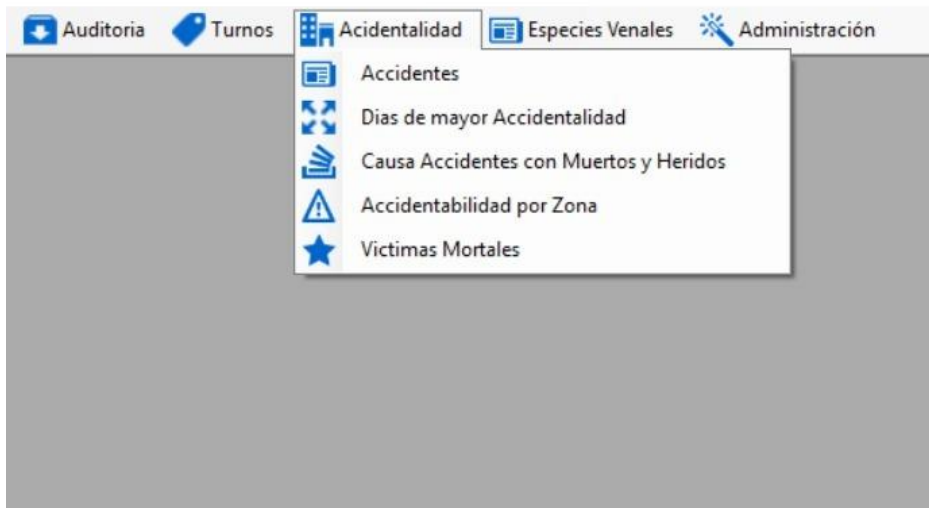 Auditoria Turnos Acidentalidad Especies Venales Administración
Accidentes
Dias de mayor Accidentalidad
Causa Accidentes con Muertos y Heridos
Accidentabilidad por Zona
Victimas Mortales